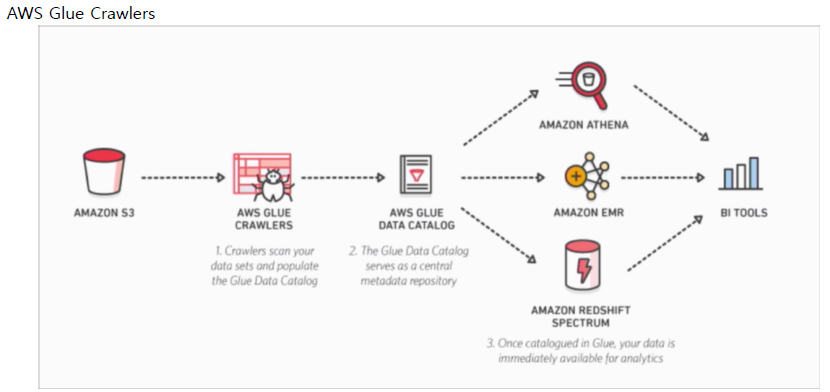 AWS Glue Crawlers
AMAZON ATHENA
AMAZON S3
AWS GLUE
CRAWLERS
AWS GLUE
DATA CATALOG
AMAZON EMR
BI TOOLS
1. Crawlers scan your
data sets and populate
the Glue Data Catalog
2. The Glue Data Catalog
serves as a central
metadata repository
AMAZON REDSHIFT
SPECTRUM
3. Once catalogued in Glue, your data is
immediately available for analytics